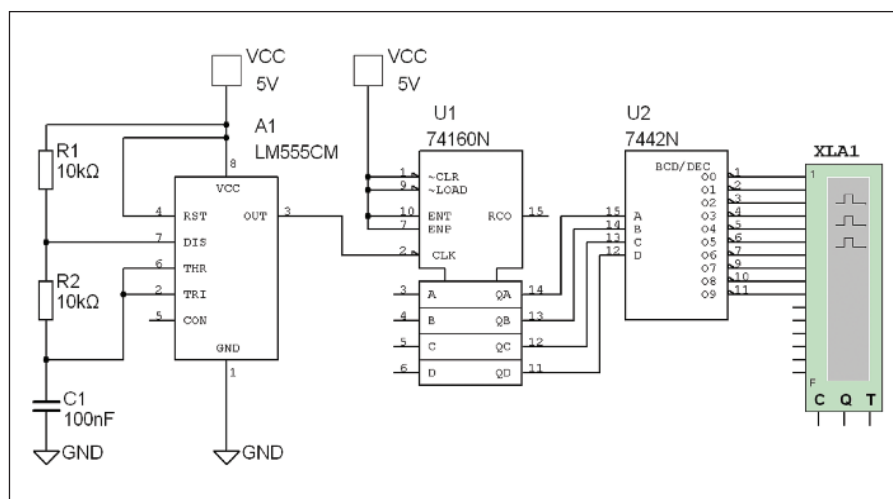 VCC
5V
VCC
5V
R1
10kΩ
R2
10kΩ
C1
100nF
GND
GND
A1
LM555CM
8
VCC
4
RST
OUT
3
7
DIS
6
THR
2
TRI
5
CON
GND
1
U1
74160N
1
~CLR
9
~LOAD
10
ENT
RCO
15
7
ENP
2
CLK
3
A
QA
14
4
B
QB
13
5
C
QC
12
6
D
QD
11
U2
7442N
BCD/DEC
15
A
14
B
13
C
12
D
O0
1
O1
2
O2
3
O3
4
O4
5
O5
6
O6
7
O7
9
O8
10
O9
11
XLA1
1
F
C Q T